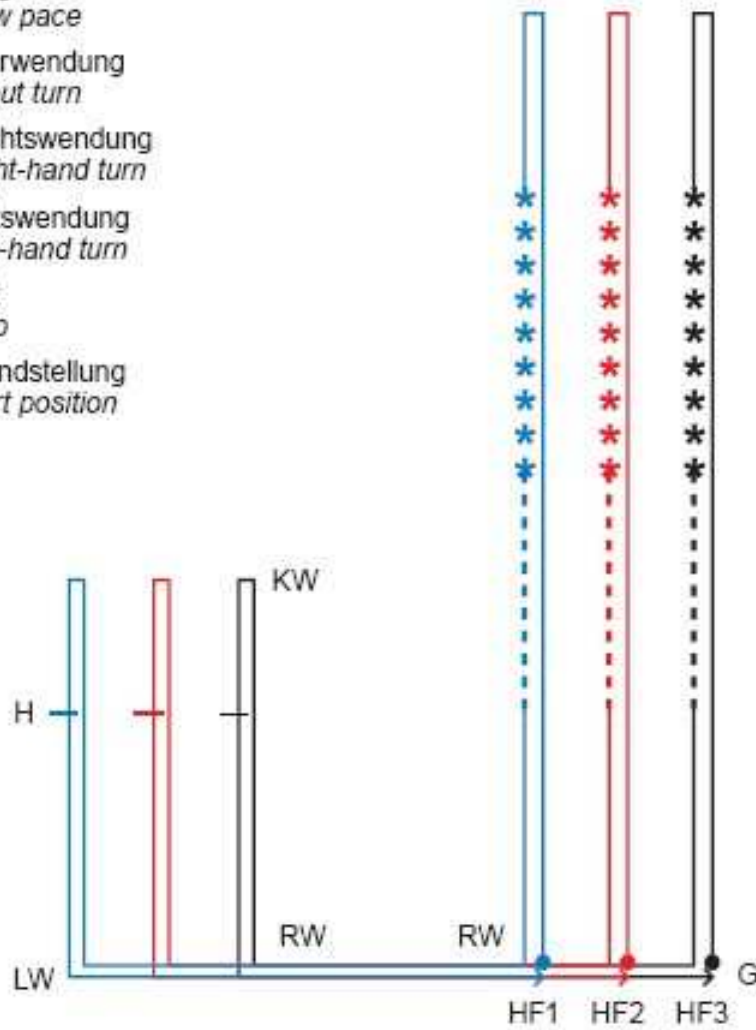 w pace
rwendung
ut turn
htswendung
ht-hand turn
swendung
-hand turn
ndstellung
rt position
KW
H
RW RW
LW G
HF1 HF2 HF3